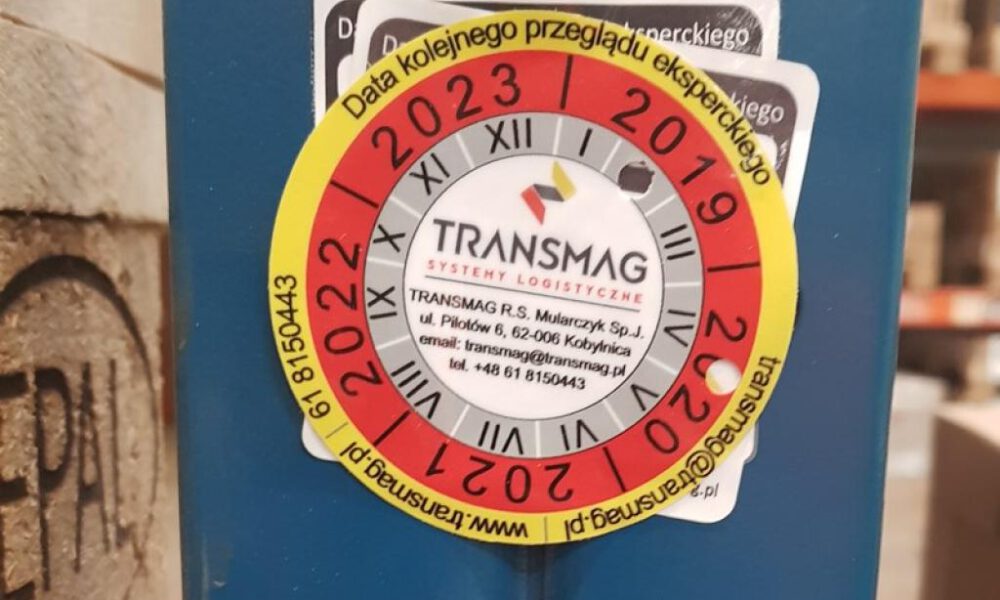 Data kolejnego przeglądu eksperckiego
2019
2020
2021
2022
2023
I
III
IV
V
VI
VII
VIII
IX
X
XI
XII
TRANSMAG
SYSTEMY LOGISTYCZNE
TRANSMAG R.S. Mularczyk Sp.J.
ul. Pilotów 6, 62-006 Kobylnica
email: transmag@transmag.pl
tel. +48 61 8150443
transmag@transmag.pl | www.transmag.pl | 61 8150443
eksperckiego
EPAL